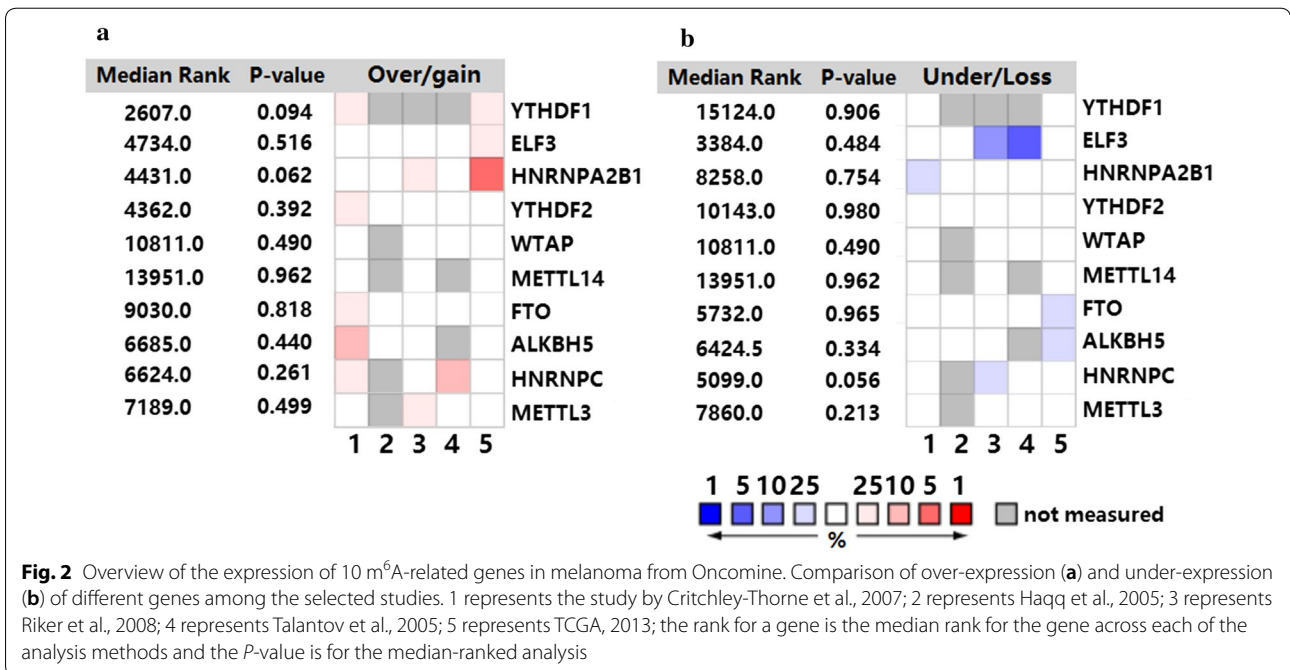 a
Median Rank P-value Over/gain
2607.0 0.094 YTHDF1
4734.0 0.516 ELF3
4431.0 0.062 HNRNPA2B1
4362.0 0.392 YTHDF2
10811.0 0.490 WTAP
13951.0 0.962 METTL14
9030.0 0.818 FTO
6685.0 0.440 ALKBH5
6624.0 0.261 HNRNPC
7189.0 0.499 METTL3
1 2 3 4 5
b
Median Rank P-value Under/Loss
15124.0 0.906 YTHDF1
3384.0 0.484 ELF3
8258.0 0.754 HNRNPA2B1
10143.0 0.980 YTHDF2
10811.0 0.490 WTAP
13951.0 0.962 METTL14
5732.0 0.965 FTO
6424.5 0.334 ALKBH5
5099.0 0.056 HNRNPC
7860.0 0.213 METTL3
1 2 3 4 5
1 5 10 25 25 10 5 1
not measured
%
Fig. 2 Overview of the expression of 10 m⁶A-related genes in melanoma from Oncomine. Comparison of over-expression (a) and under-expression
(b) of different genes among the selected studies. 1 represents the study by Critchley-Thorne et al., 2007; 2 represents Haqq et al., 2005; 3 represents
Riker et al., 2008; 4 represents Talantov et al., 2005; 5 represents TCGA, 2013; the rank for a gene is the median rank for the gene across each of the
analysis methods and the P-value is for the median-ranked analysis